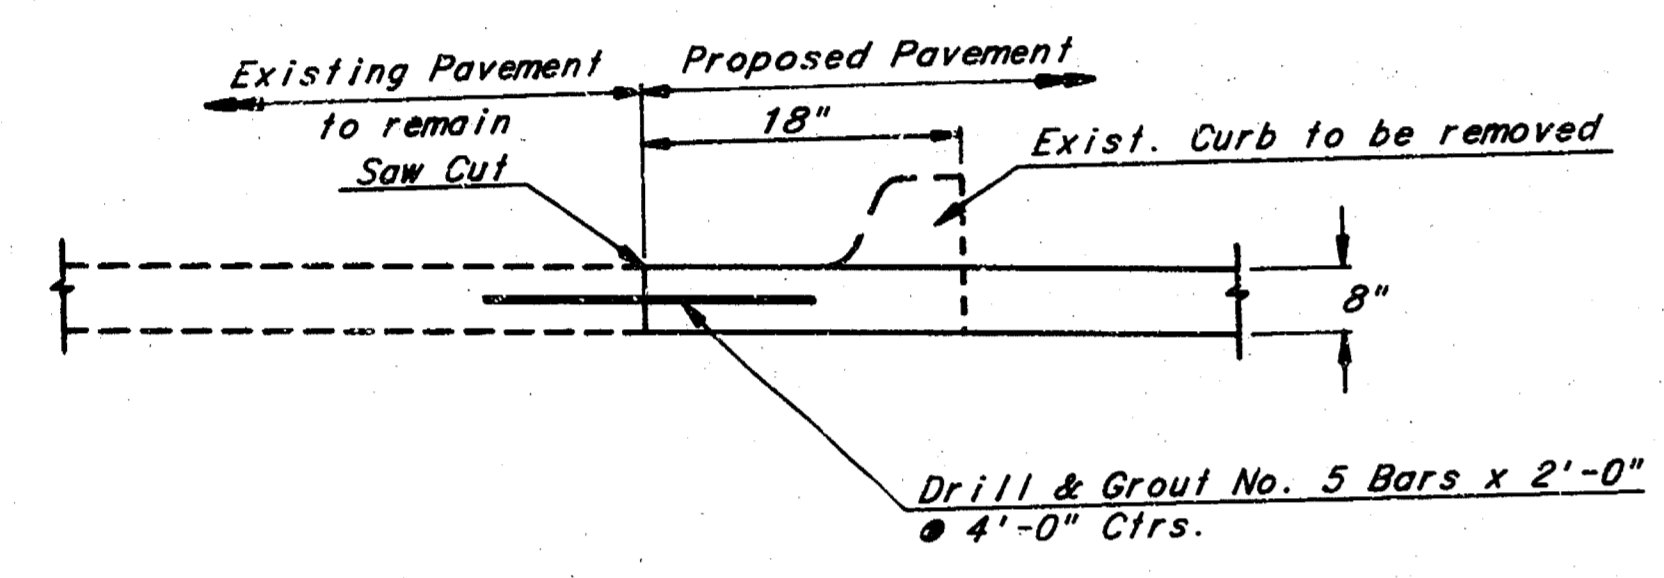 Existing Pavement
to remain
Proposed Pavement
18"
Exist. Curb to be removed
Saw Cut
8"
Drill & Grout No. 5 Bars x 2'-0"
@ 4'-0" Ctrs.